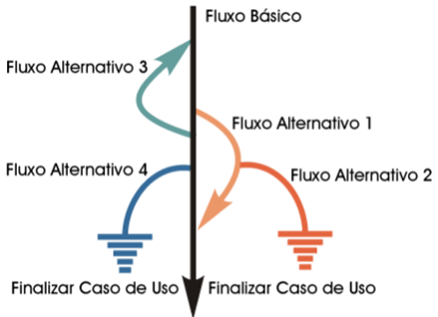 Fluxo Básico
Fluxo Alternativo 3
Fluxo Alternativo 1
Fluxo Alternativo 4
Fluxo Alternativo 2
Finalizar Caso de Uso
Finalizar Caso de Uso